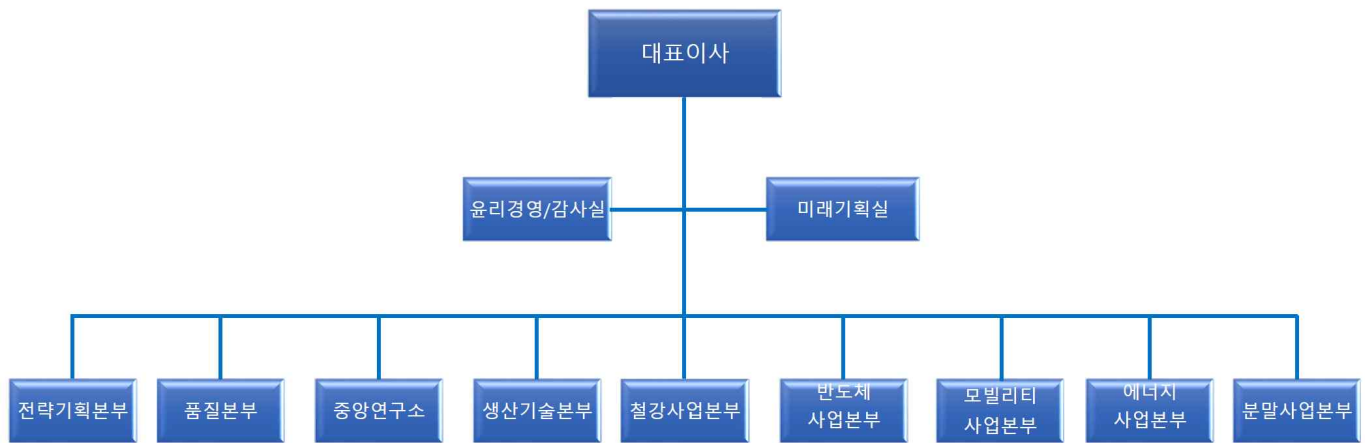 대표이사
윤리경영/감사실
미래기획실
전략기획본부
품질본부
중앙연구소
생산기술본부
철강사업본부
반도체
사업본부
모빌리티
사업본부
에너지
사업본부
분말사업본부